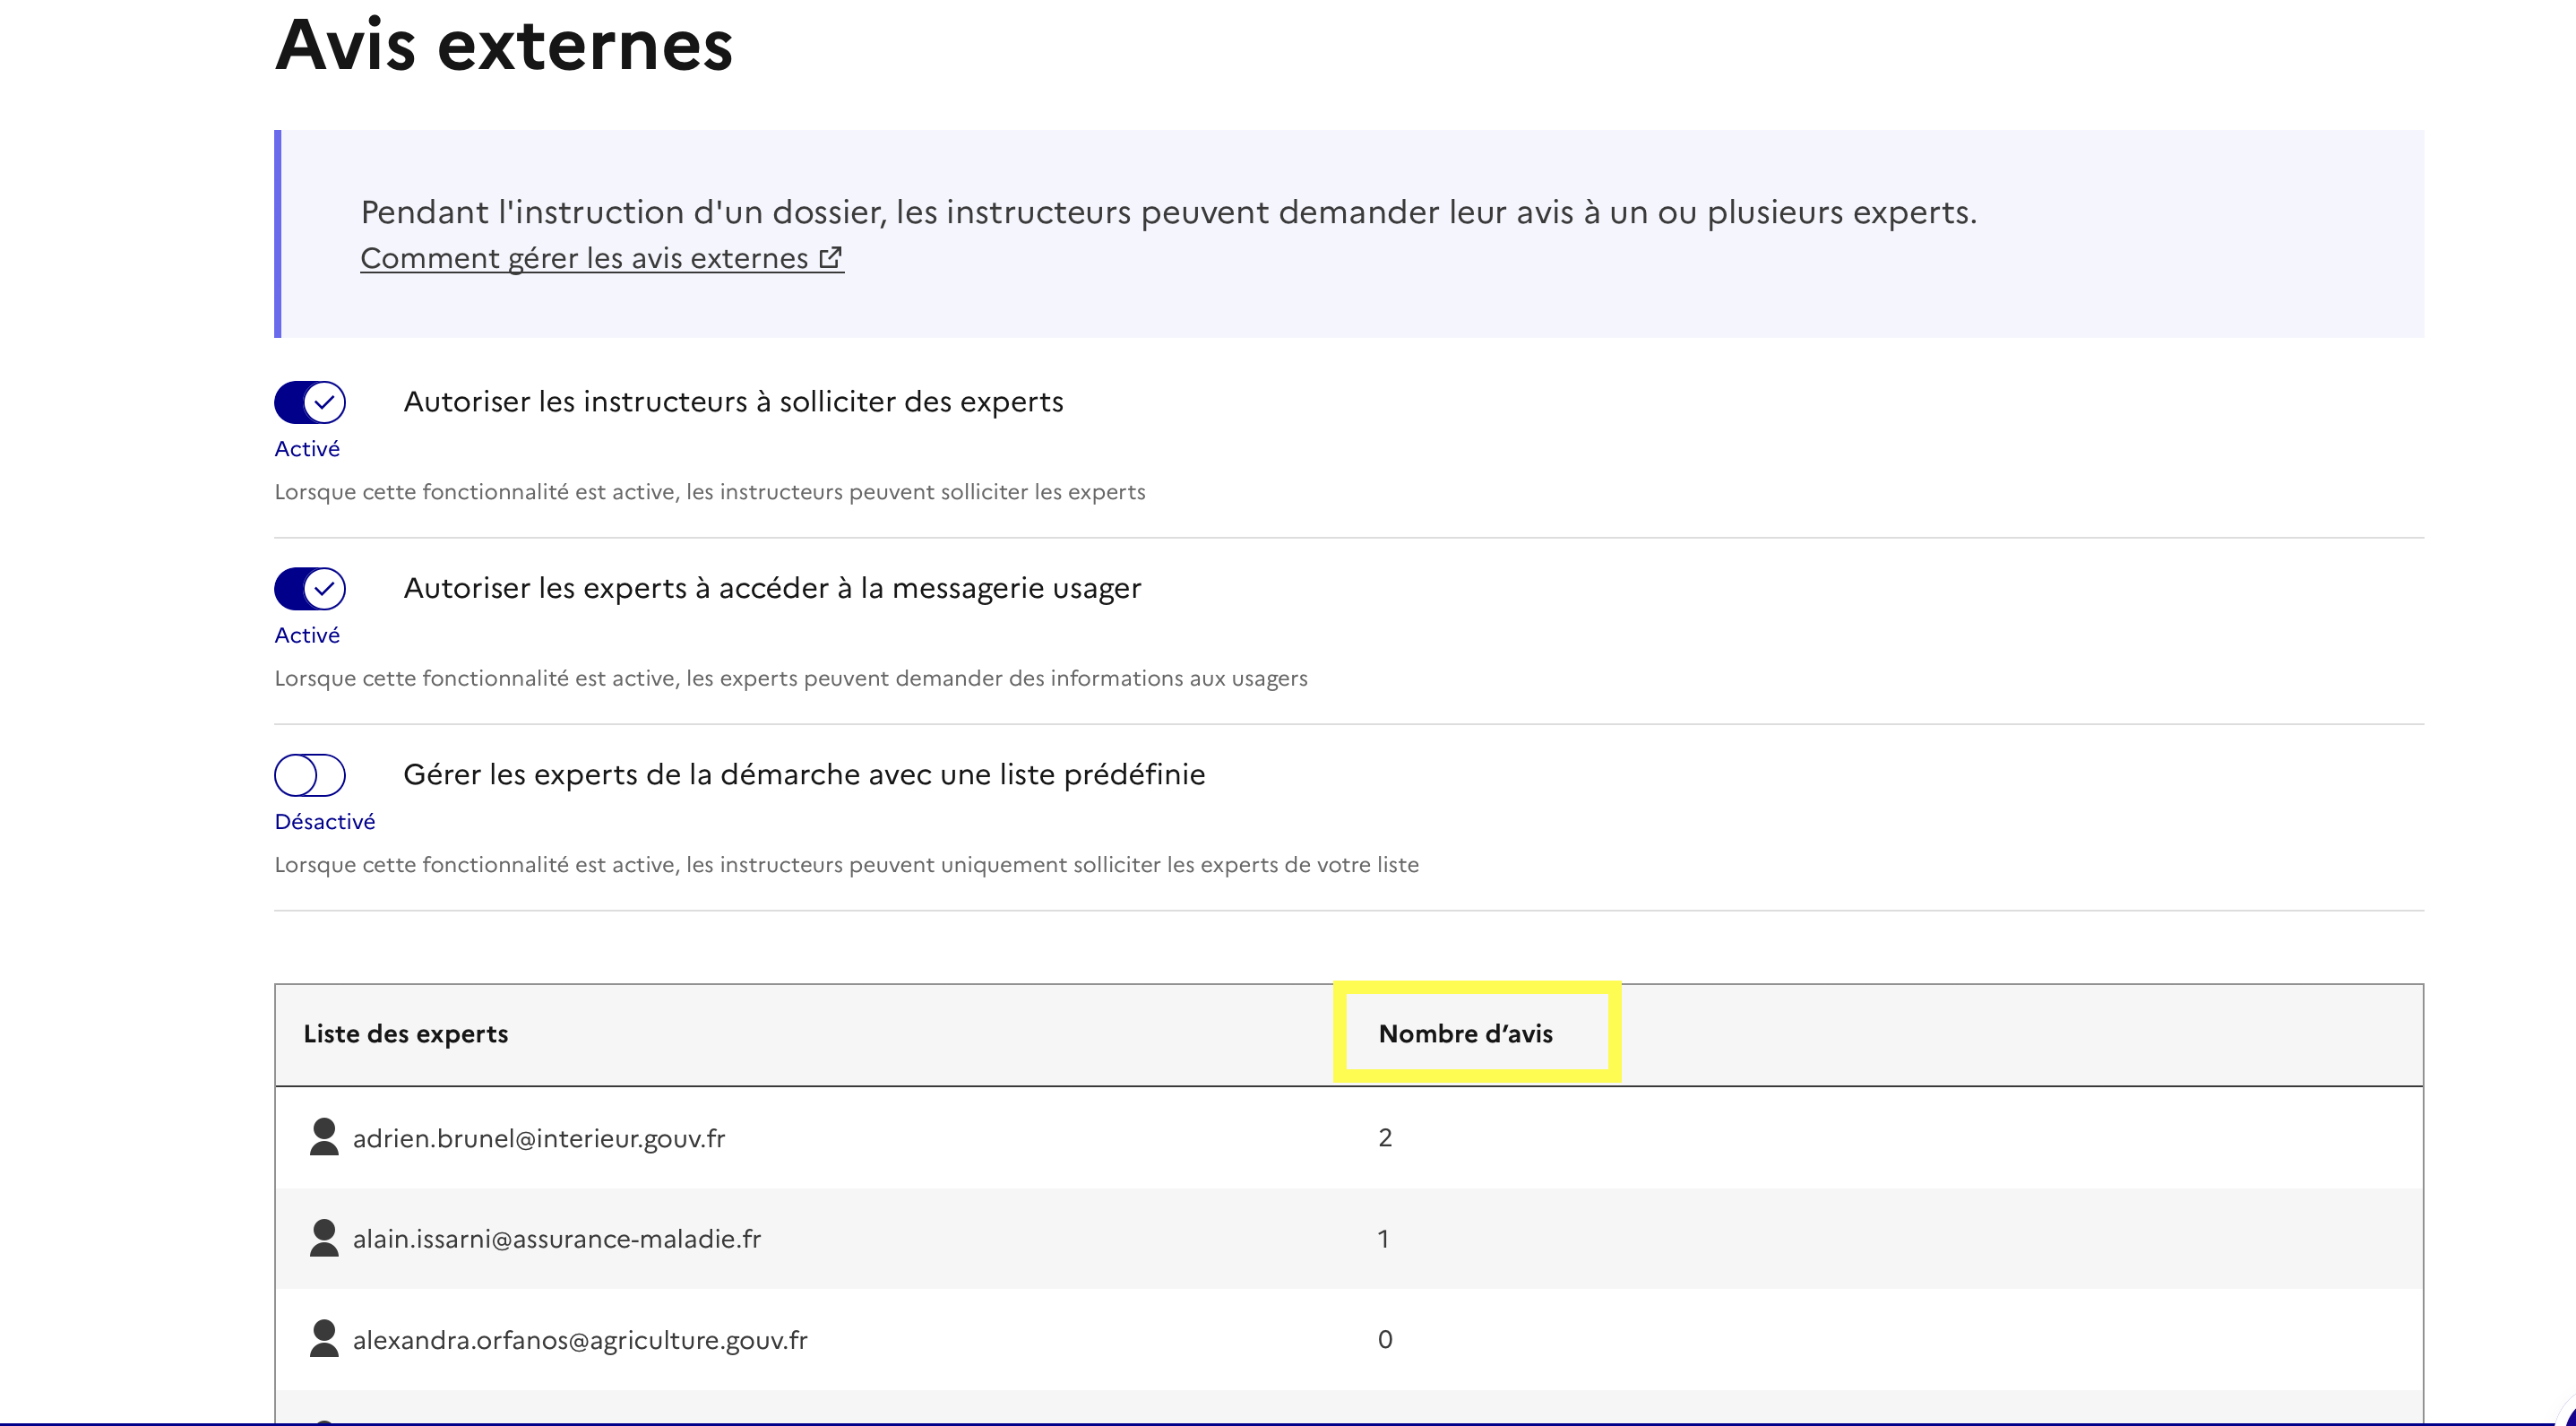 Avis externes
Pendant l'instruction d'un dossier, les instructeurs peuvent demander leur avis à un ou plusieurs experts.
Comment gérer les avis externes
Autoriser les instructeurs à solliciter des experts
Activé
Lorsque cette fonctionnalité est active, les instructeurs peuvent solliciter les experts
Autoriser les experts à accéder à la messagerie usager
Activé
Lorsque cette fonctionnalité est active, les experts peuvent demander des informations aux usagers
Gérer les experts de la démarche avec une liste prédéfinie
Désactivé
Lorsque cette fonctionnalité est active, les instructeurs peuvent uniquement solliciter les experts de votre liste
Liste des experts Nombre d’avis
adrien.brunel@interieur.gouv.fr 2
alain.issarni@assurance-maladie.fr 1
alexandra.orfanos@agriculture.gouv.fr 0